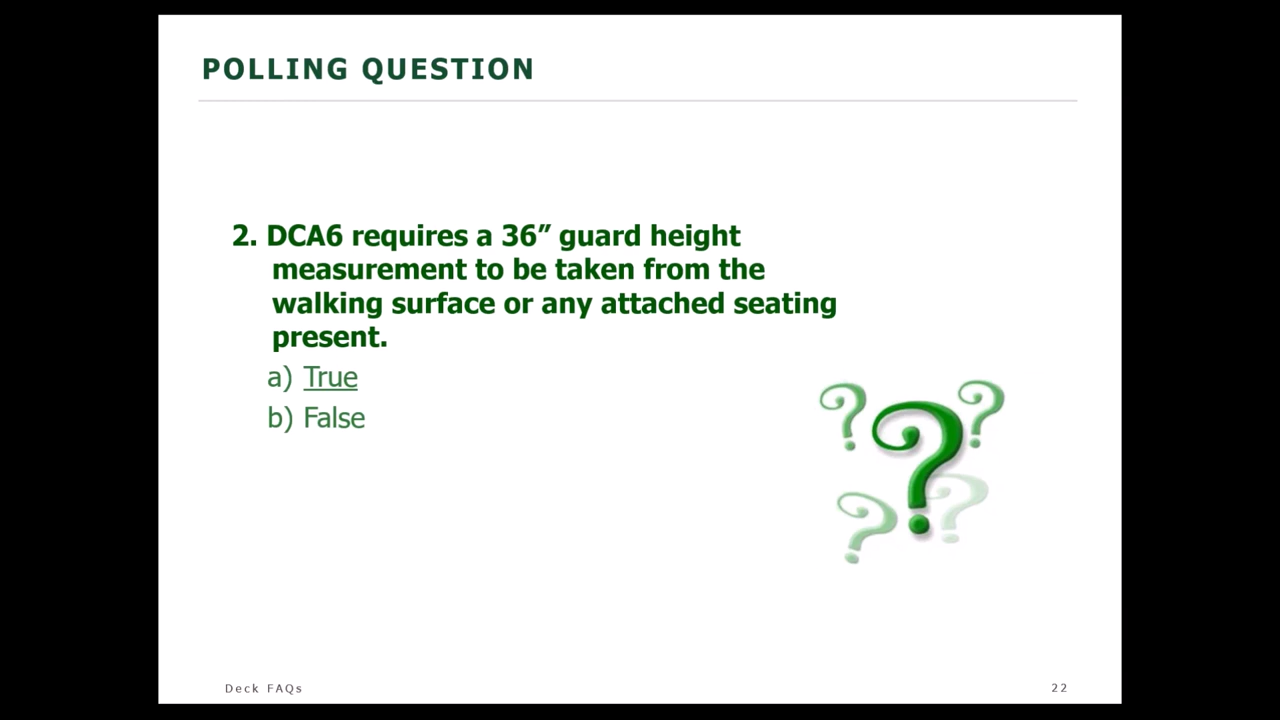 POLLING QUESTION
2. DCA6 requires a 36″ guard height
measurement to be taken from the
walking surface or any attached seating
present.
a) True
b) False
Deck FAQs
22